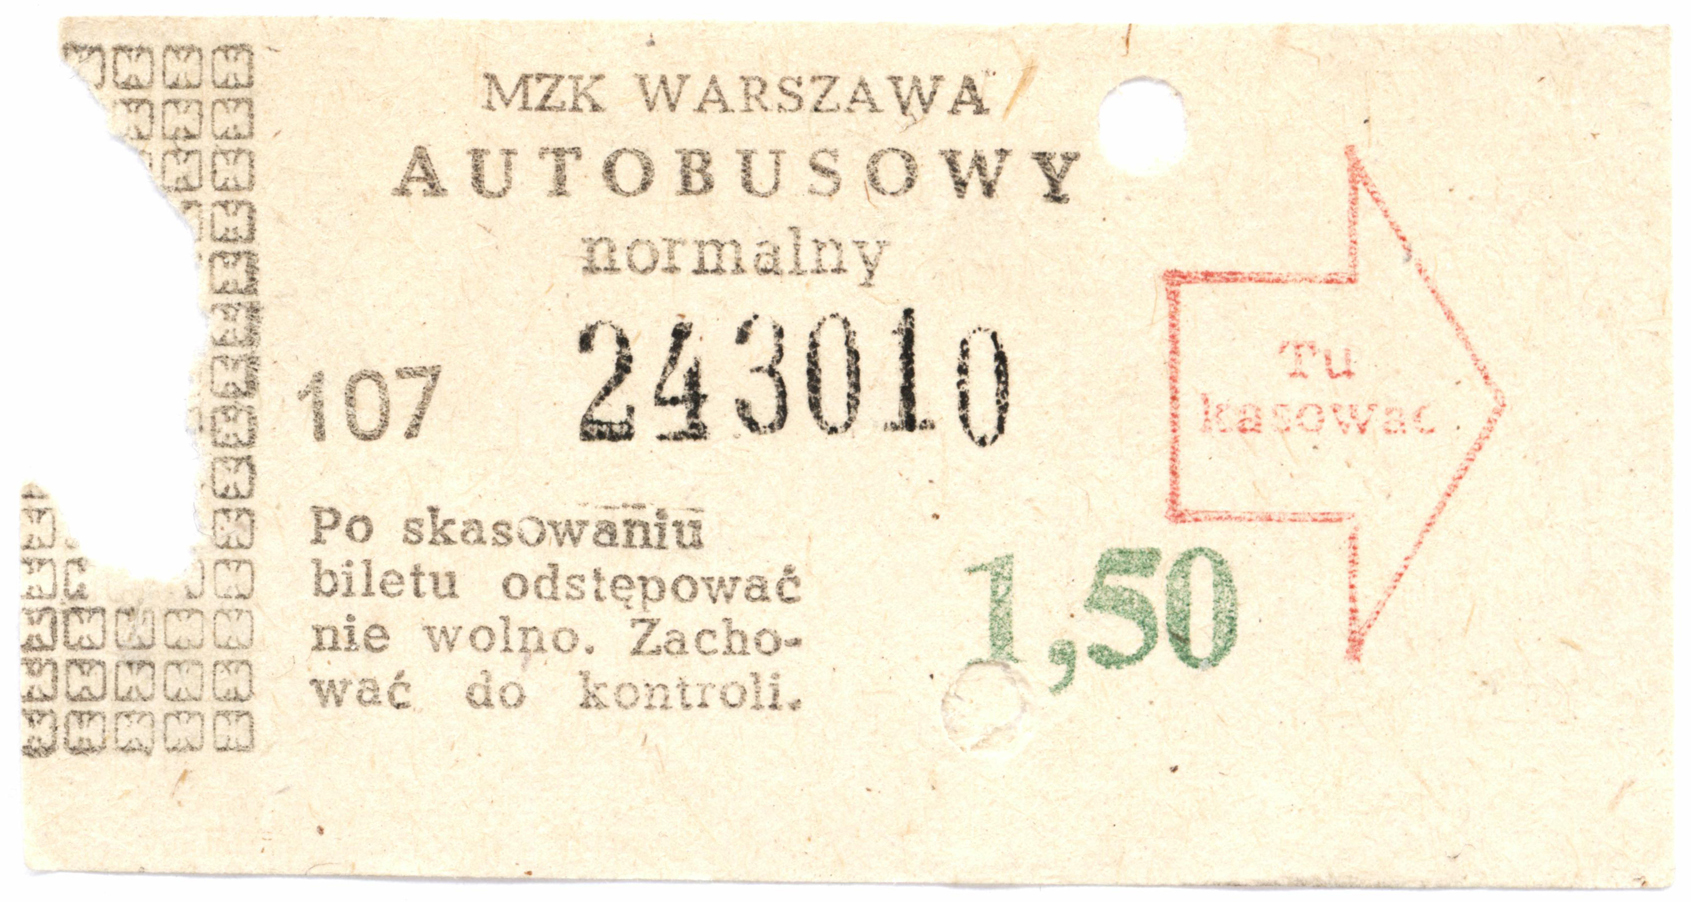 MZK WARSZAWA
AUTOBUSOWY
normalny
107 243010
Po skasowaniu
biletu odstępować
nie wolno. Zacho-
wać do kontroli.
1,50
Tu
kasować